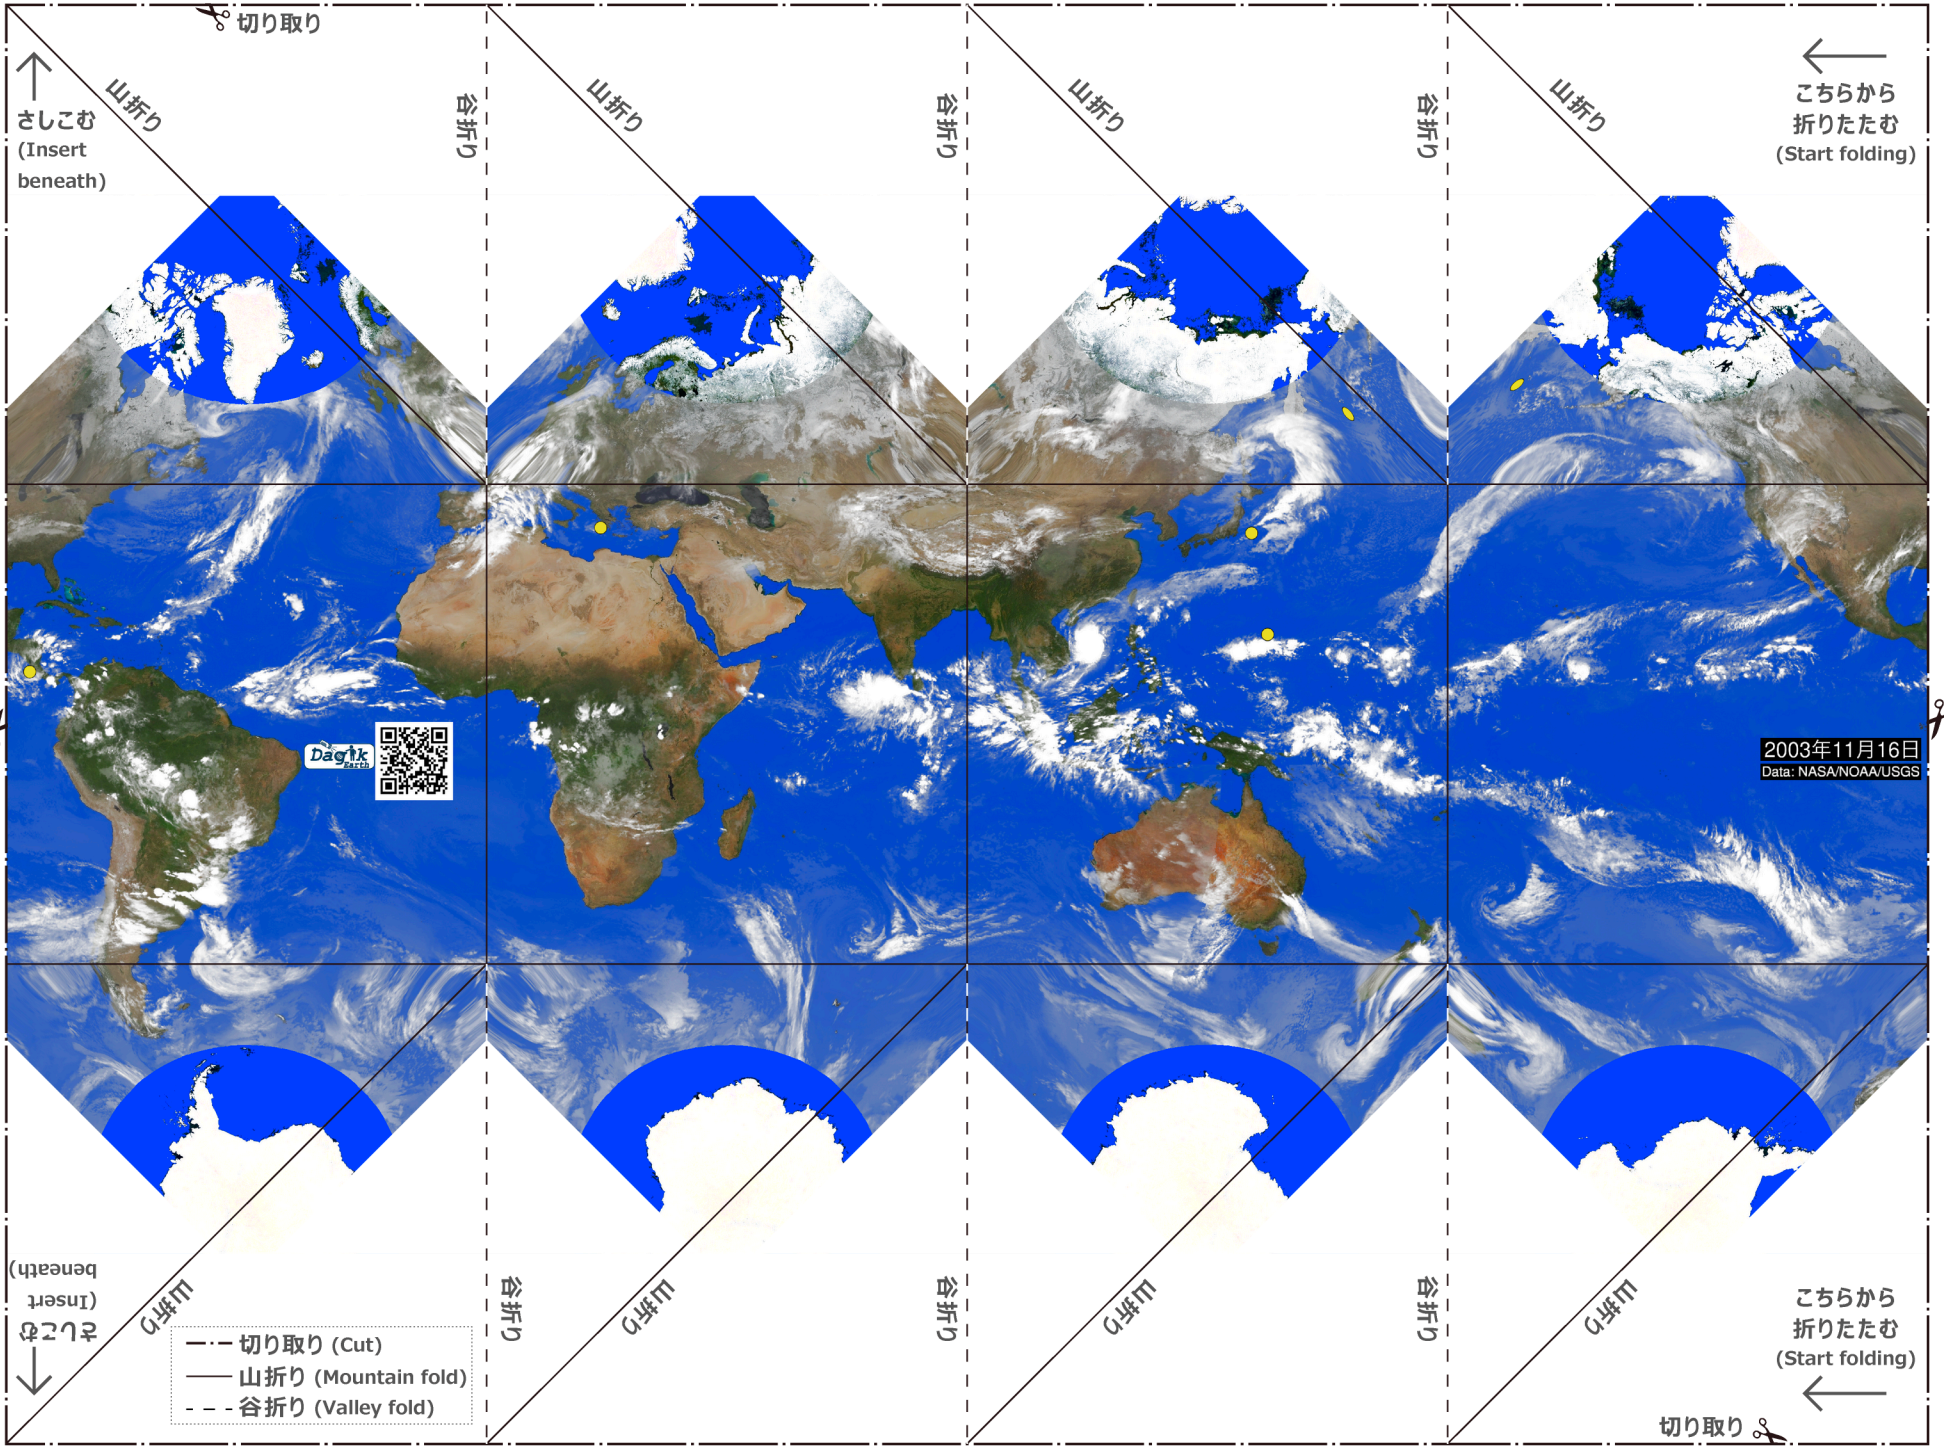 切り取り
さしこむ
(Insert
beneath)
山折り
谷折り
山折り
谷折り
山折り
谷折り
山折り
こちらから
折りたたむ
(Start folding)
Dagik
Earth
2003年11月16日
Data: NASA/NOAA/USGS
さしこむ
(Insert
beneath)
山折り
谷折り
山折り
谷折り
山折り
谷折り
山折り
こちらから
折りたたむ
(Start folding)
切り取り (Cut)
山折り (Mountain fold)
谷折り (Valley fold)
切り取り